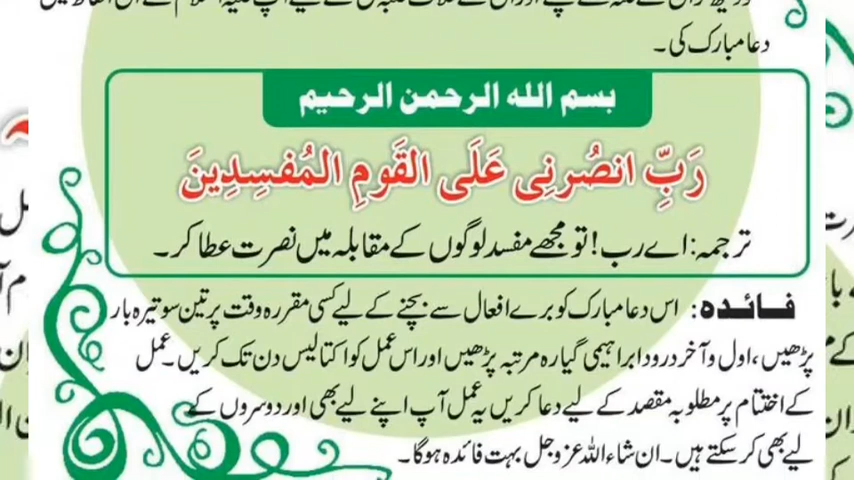 دعا مبارک کی۔
بسم الله الرحمن الرحيم
رَبِّ انصُرنِی عَلَی القَومِ المُفسِدِینَ
ترجمہ: اے رب! تو مجھے مفسد لوگوں کے مقابلہ میں نصرت عطا کر۔
فائدہ: اس دعا مبارک کو برے افعال سے بچنے کے لیے کسی مقررہ وقت پر تین سو تیرہ بار
پڑھیں، اول و آخر درود ابراہیمی گیارہ مرتبہ پڑھیں اور اس عمل کو اکتالیس دن تک کریں۔ عمل
کے اختتام پر مطلوبہ مقصد کے لیے دعا کریں یہ عمل آپ اپنے لیے بھی اور دوسروں کے
لیے بھی کر سکتے ہیں۔ ان شاء اللہ عزوجل بہت فائدہ ہوگا۔